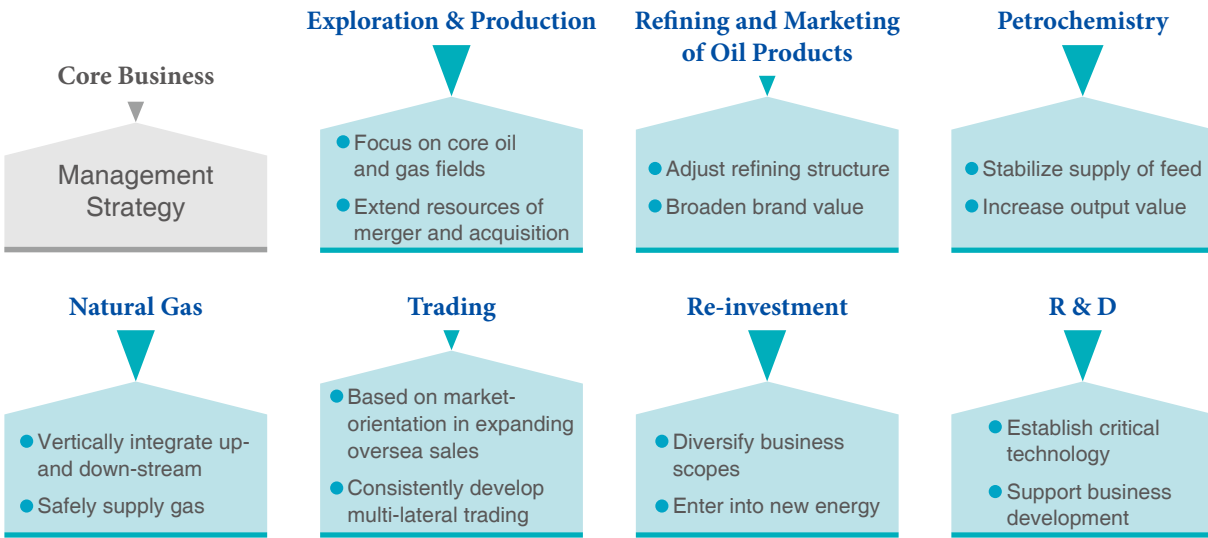 Core Business
Management
Strategy
Exploration & Production
Focus on core oil
and gas fields
Extend resources of
merger and acquisition
Refining and Marketing
of Oil Products
Adjust refining structure
Broaden brand value
Petrochemistry
Stabilize supply of feed
Increase output value
Natural Gas
Vertically integrate up-
and down-stream
Safely supply gas
Trading
Based on market-
orientation in expanding
oversea sales
Consistently develop
multi-lateral trading
Re-investment
Diversify business
scopes
Enter into new energy
R & D
Establish critical
technology
Support business
development